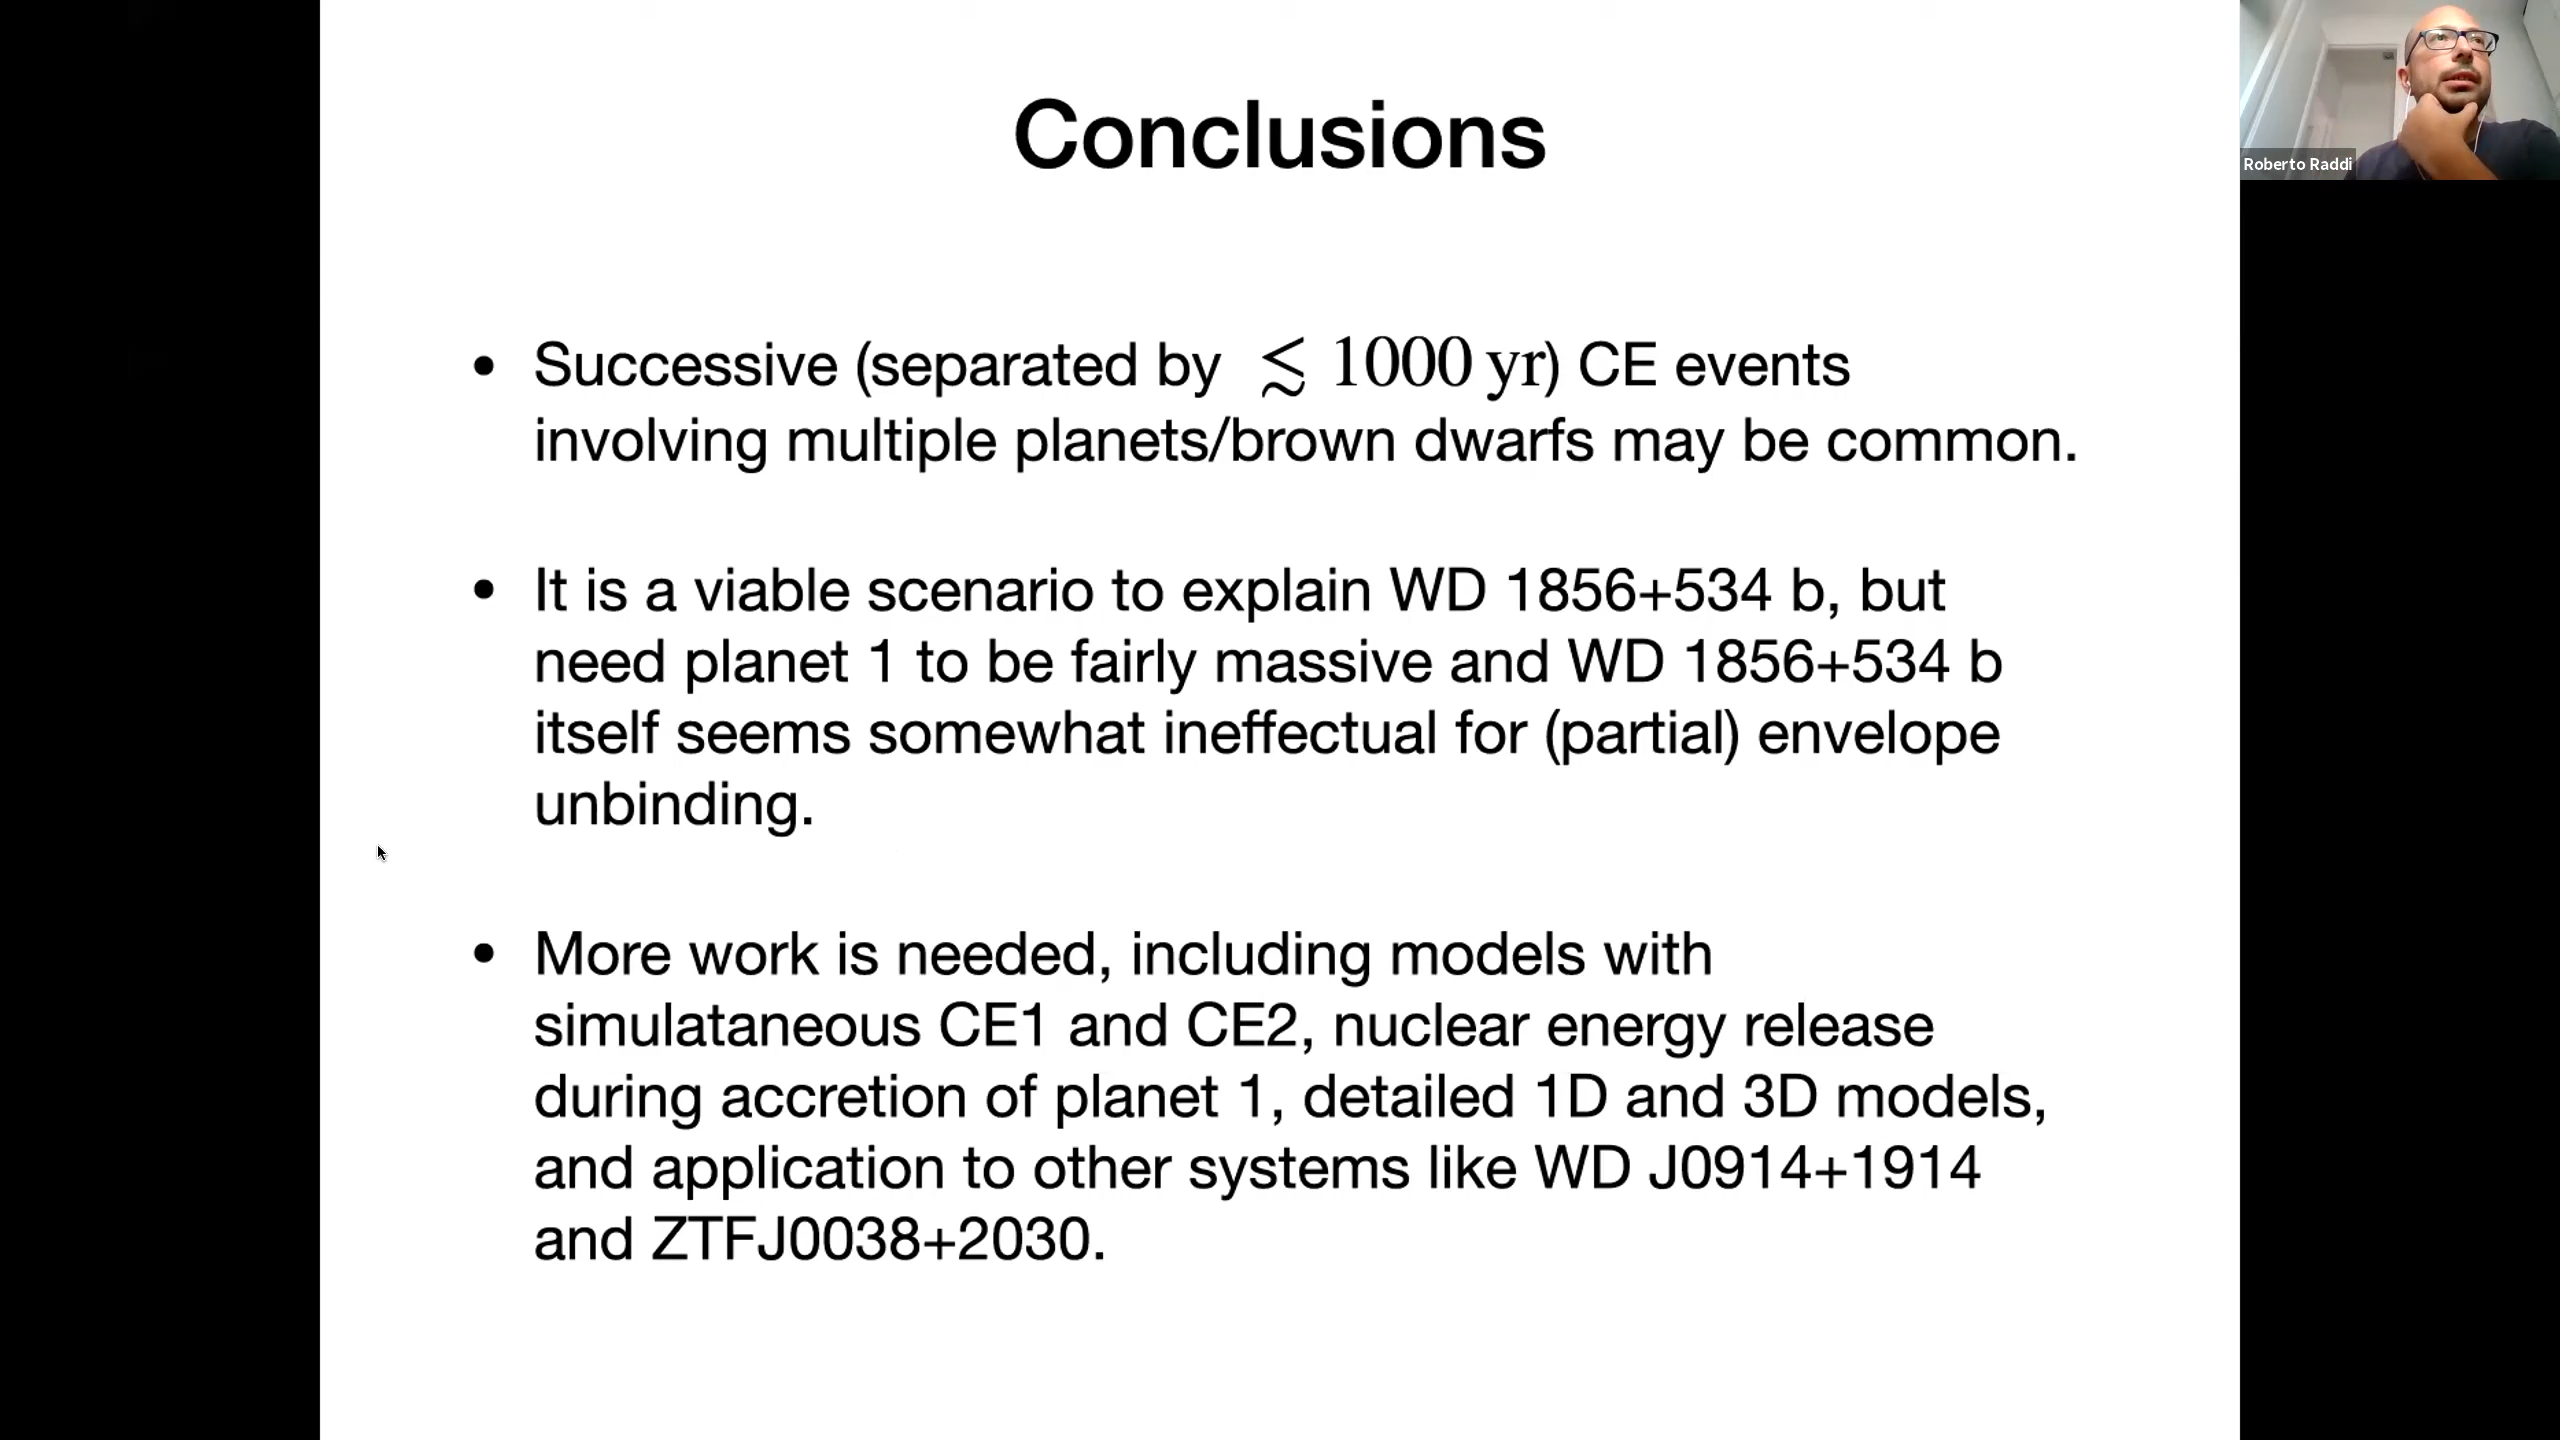 Conclusions
Roberto Raddi
• Successive (separated by ≲ 1000 yr) CE events
involving multiple planets/brown dwarfs may be common.
• It is a viable scenario to explain WD 1856+534 b, but
need planet 1 to be fairly massive and WD 1856+534 b
itself seems somewhat ineffectual for (partial) envelope
unbinding.
• More work is needed, including models with
simulataneous CE1 and CE2, nuclear energy release
during accretion of planet 1, detailed 1D and 3D models,
and application to other systems like WD J0914+1914
and ZTFJ0038+2030.